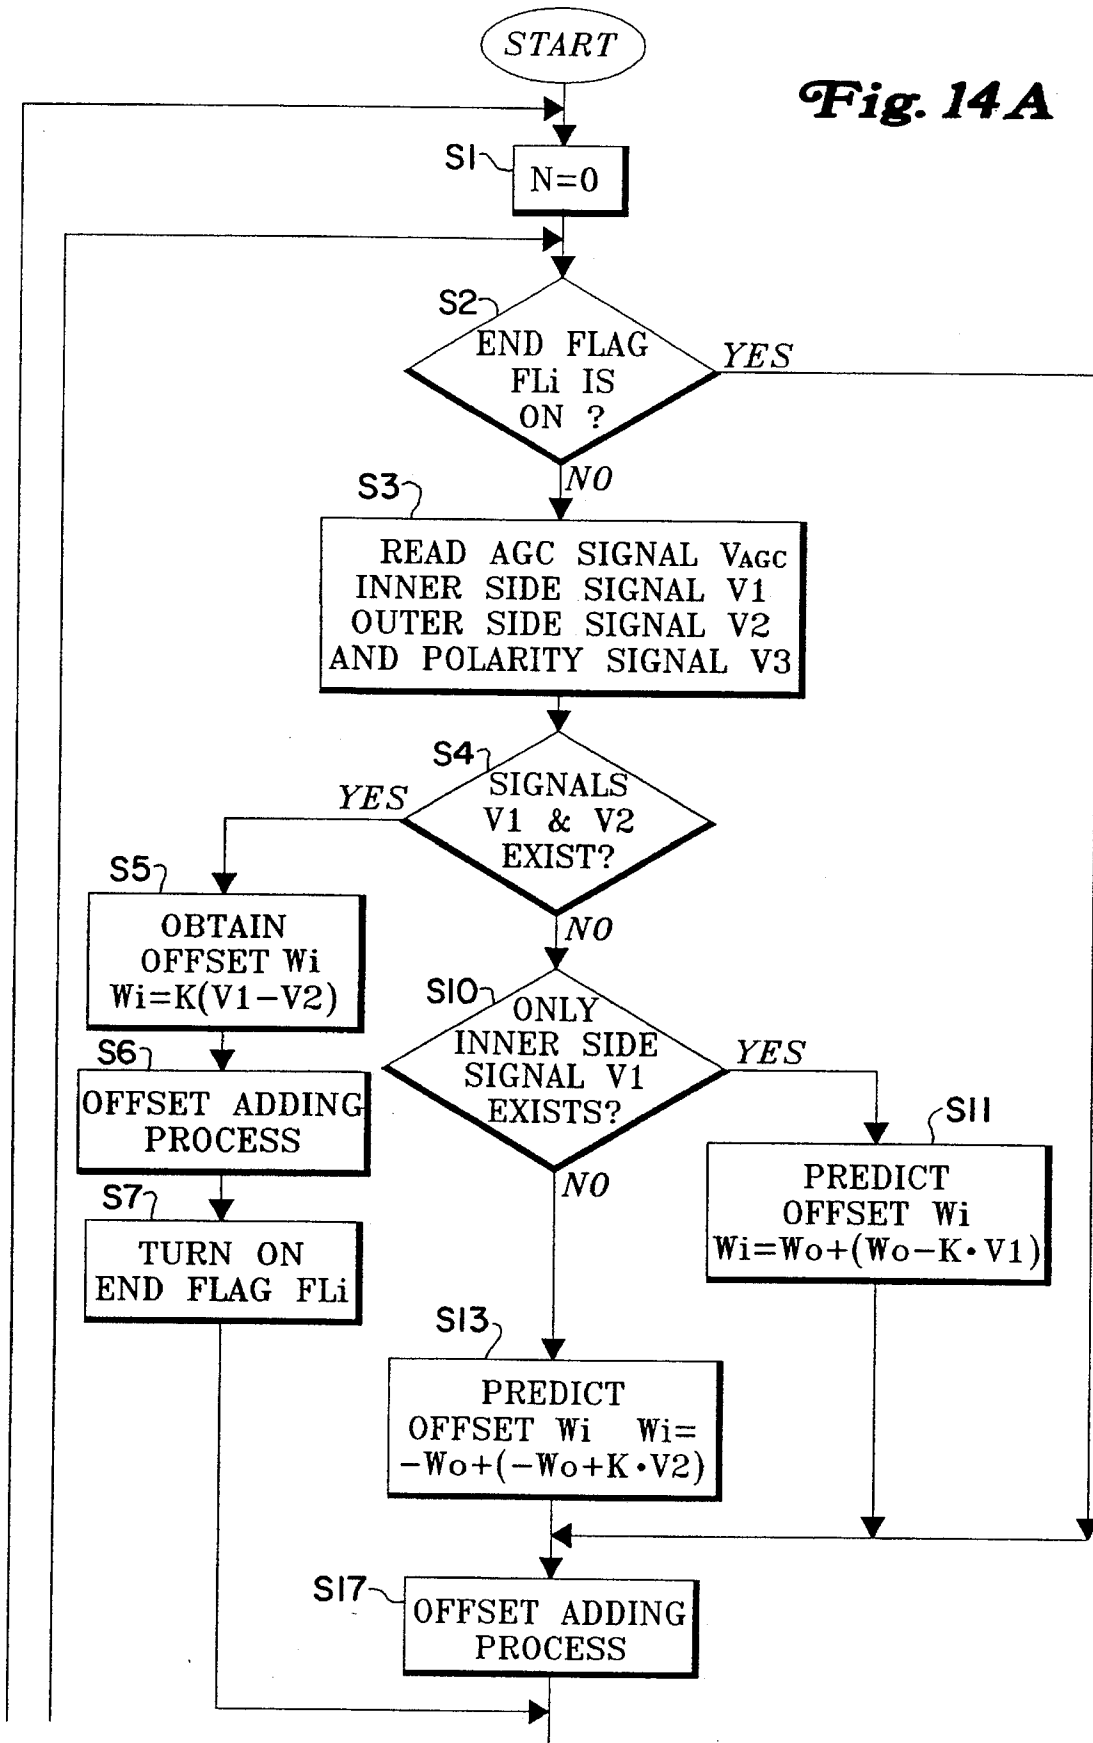 START
Fig. 14A
S1
N=0
S2
END FLAG
FLi IS
ON ?
YES
NO
S3
READ AGC SIGNAL VAGC
INNER SIDE SIGNAL V1
OUTER SIDE SIGNAL V2
AND POLARITY SIGNAL V3
S4
SIGNALS
V1 & V2
EXIST?
YES
NO
S5
OBTAIN
OFFSET Wi
Wi=K(V1-V2)
S6
OFFSET ADDING
PROCESS
S7
TURN ON
END FLAG FLi
S10
ONLY
INNER SIDE
SIGNAL V1
EXISTS?
YES
NO
S11
PREDICT
OFFSET Wi
Wi=Wo+(Wo-K·V1)
S13
PREDICT
OFFSET Wi Wi=
-Wo+(-Wo+K·V2)
S17
OFFSET ADDING
PROCESS